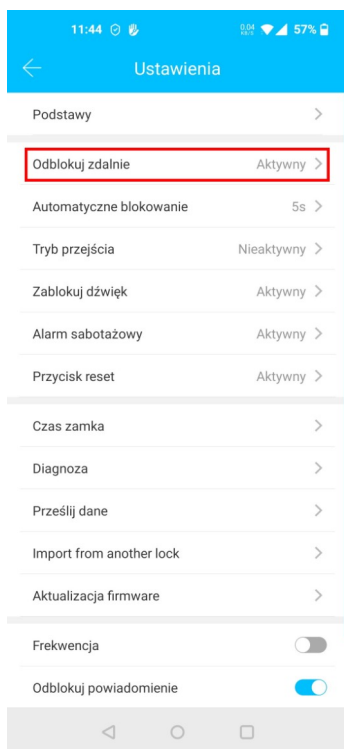 11:44 0.04 KB/S 57%
Ustawienia
Podstawy
Odblokuj zdalnie Aktywny
Automatyczne blokowanie 5s
Tryb przejścia Nieaktywny
Zablokuj dźwięk Aktywny
Alarm sabotażowy Aktywny
Przycisk reset Aktywny
Czas zamka
Diagnoza
Prześlij dane
Import from another lock
Aktualizacja firmware
Frekwencja
Odblokuj powiadomienie